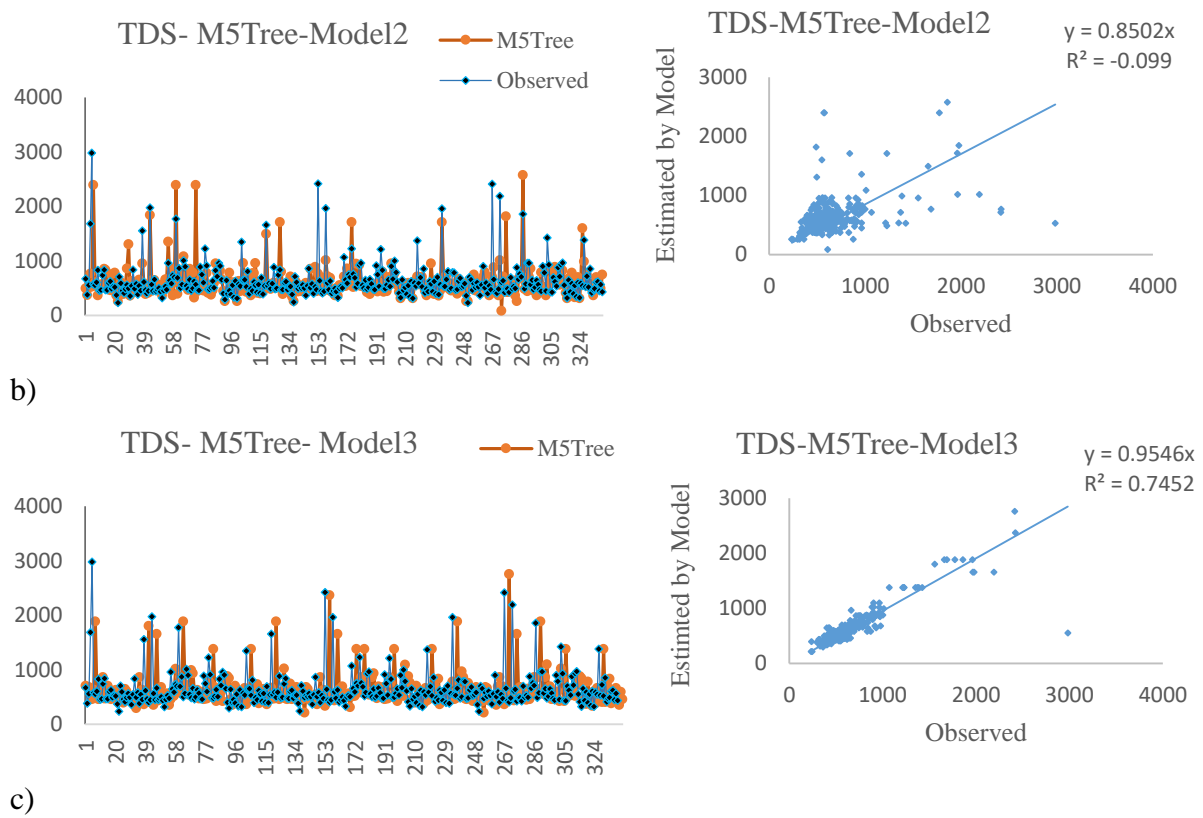 TDS- M5Tree-Model2
M5Tree
Observed
4000
3000
2000
1000
0
1 20 39 58 77 96 115 134 153 172 191 210 229 248 267 286 305 324
TDS-M5Tree-Model2
y = 0.8502x
R² = -0.099
Estimated by Model
3000
2000
1000
0
0 1000 2000 3000 4000
Observed
b)
TDS- M5Tree- Model3
M5Tree
4000
3000
2000
1000
0
1 20 39 58 77 96 115 134 153 172 191 210 229 248 267 286 305 324
TDS-M5Tree-Model3
y = 0.9546x
R² = 0.7452
Estimted by Model
3000
2000
1000
0
0 1000 2000 3000 4000
Observed
c)